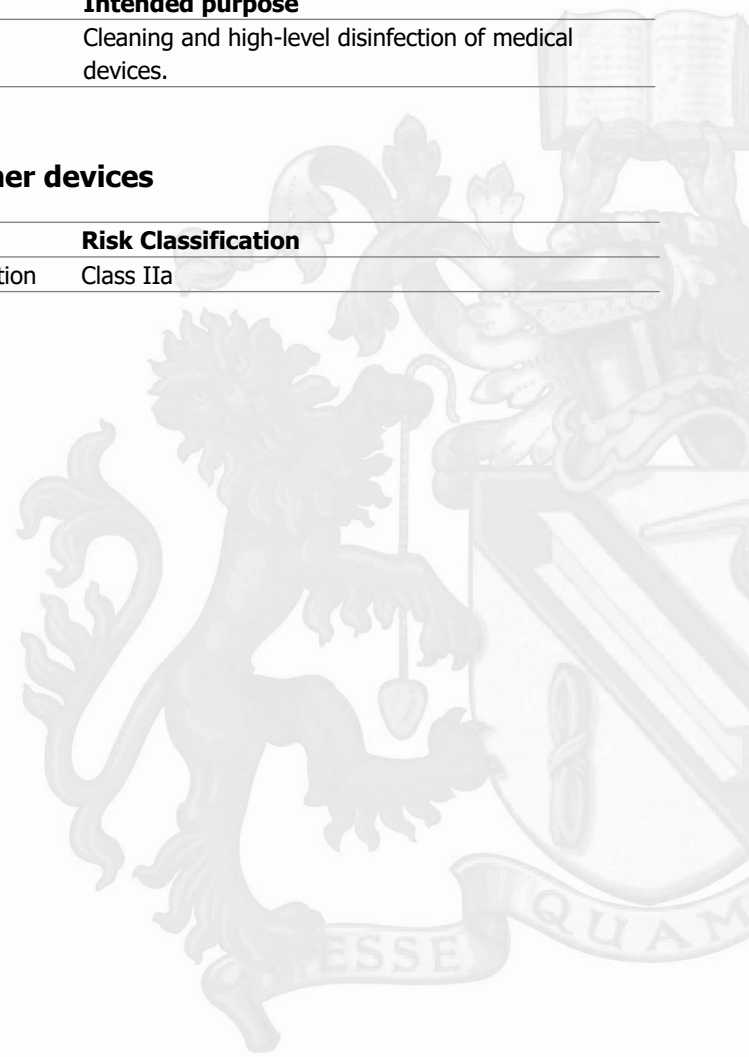 Intended purpose
Cleaning and high-level disinfection of medical
devices.
ner devices
Risk Classification
tion Class IIa
ESSE QUAM